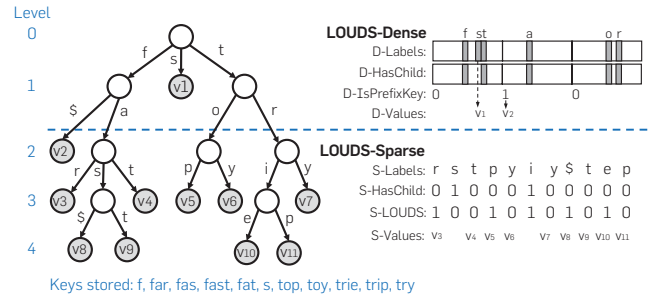 Level
0
1
2
3
4
f
s
t
v1
$
a
o
r
v2
r
s
t
p
y
i
y
v3
v4
v5
v6
v7
$
t
e
p
v8
v9
v10
v11
LOUDS-Dense
f st a o r
D-Labels:
D-HasChild:
D-IsPrefixKey: 0 1 0
D-Values: v1 v2
LOUDS-Sparse
S-Labels: r s t p y i y $ t e p
S-HasChild: 0 1 0 0 0 1 0 0 0 0 0
S-LOUDS: 1 0 0 1 0 1 0 1 0 1 0
S-Values: v3 v4 v5 v6 v7 v8 v9 v10 v11
Keys stored: f, far, fas, fast, fat, s, top, toy, trie, trip, try